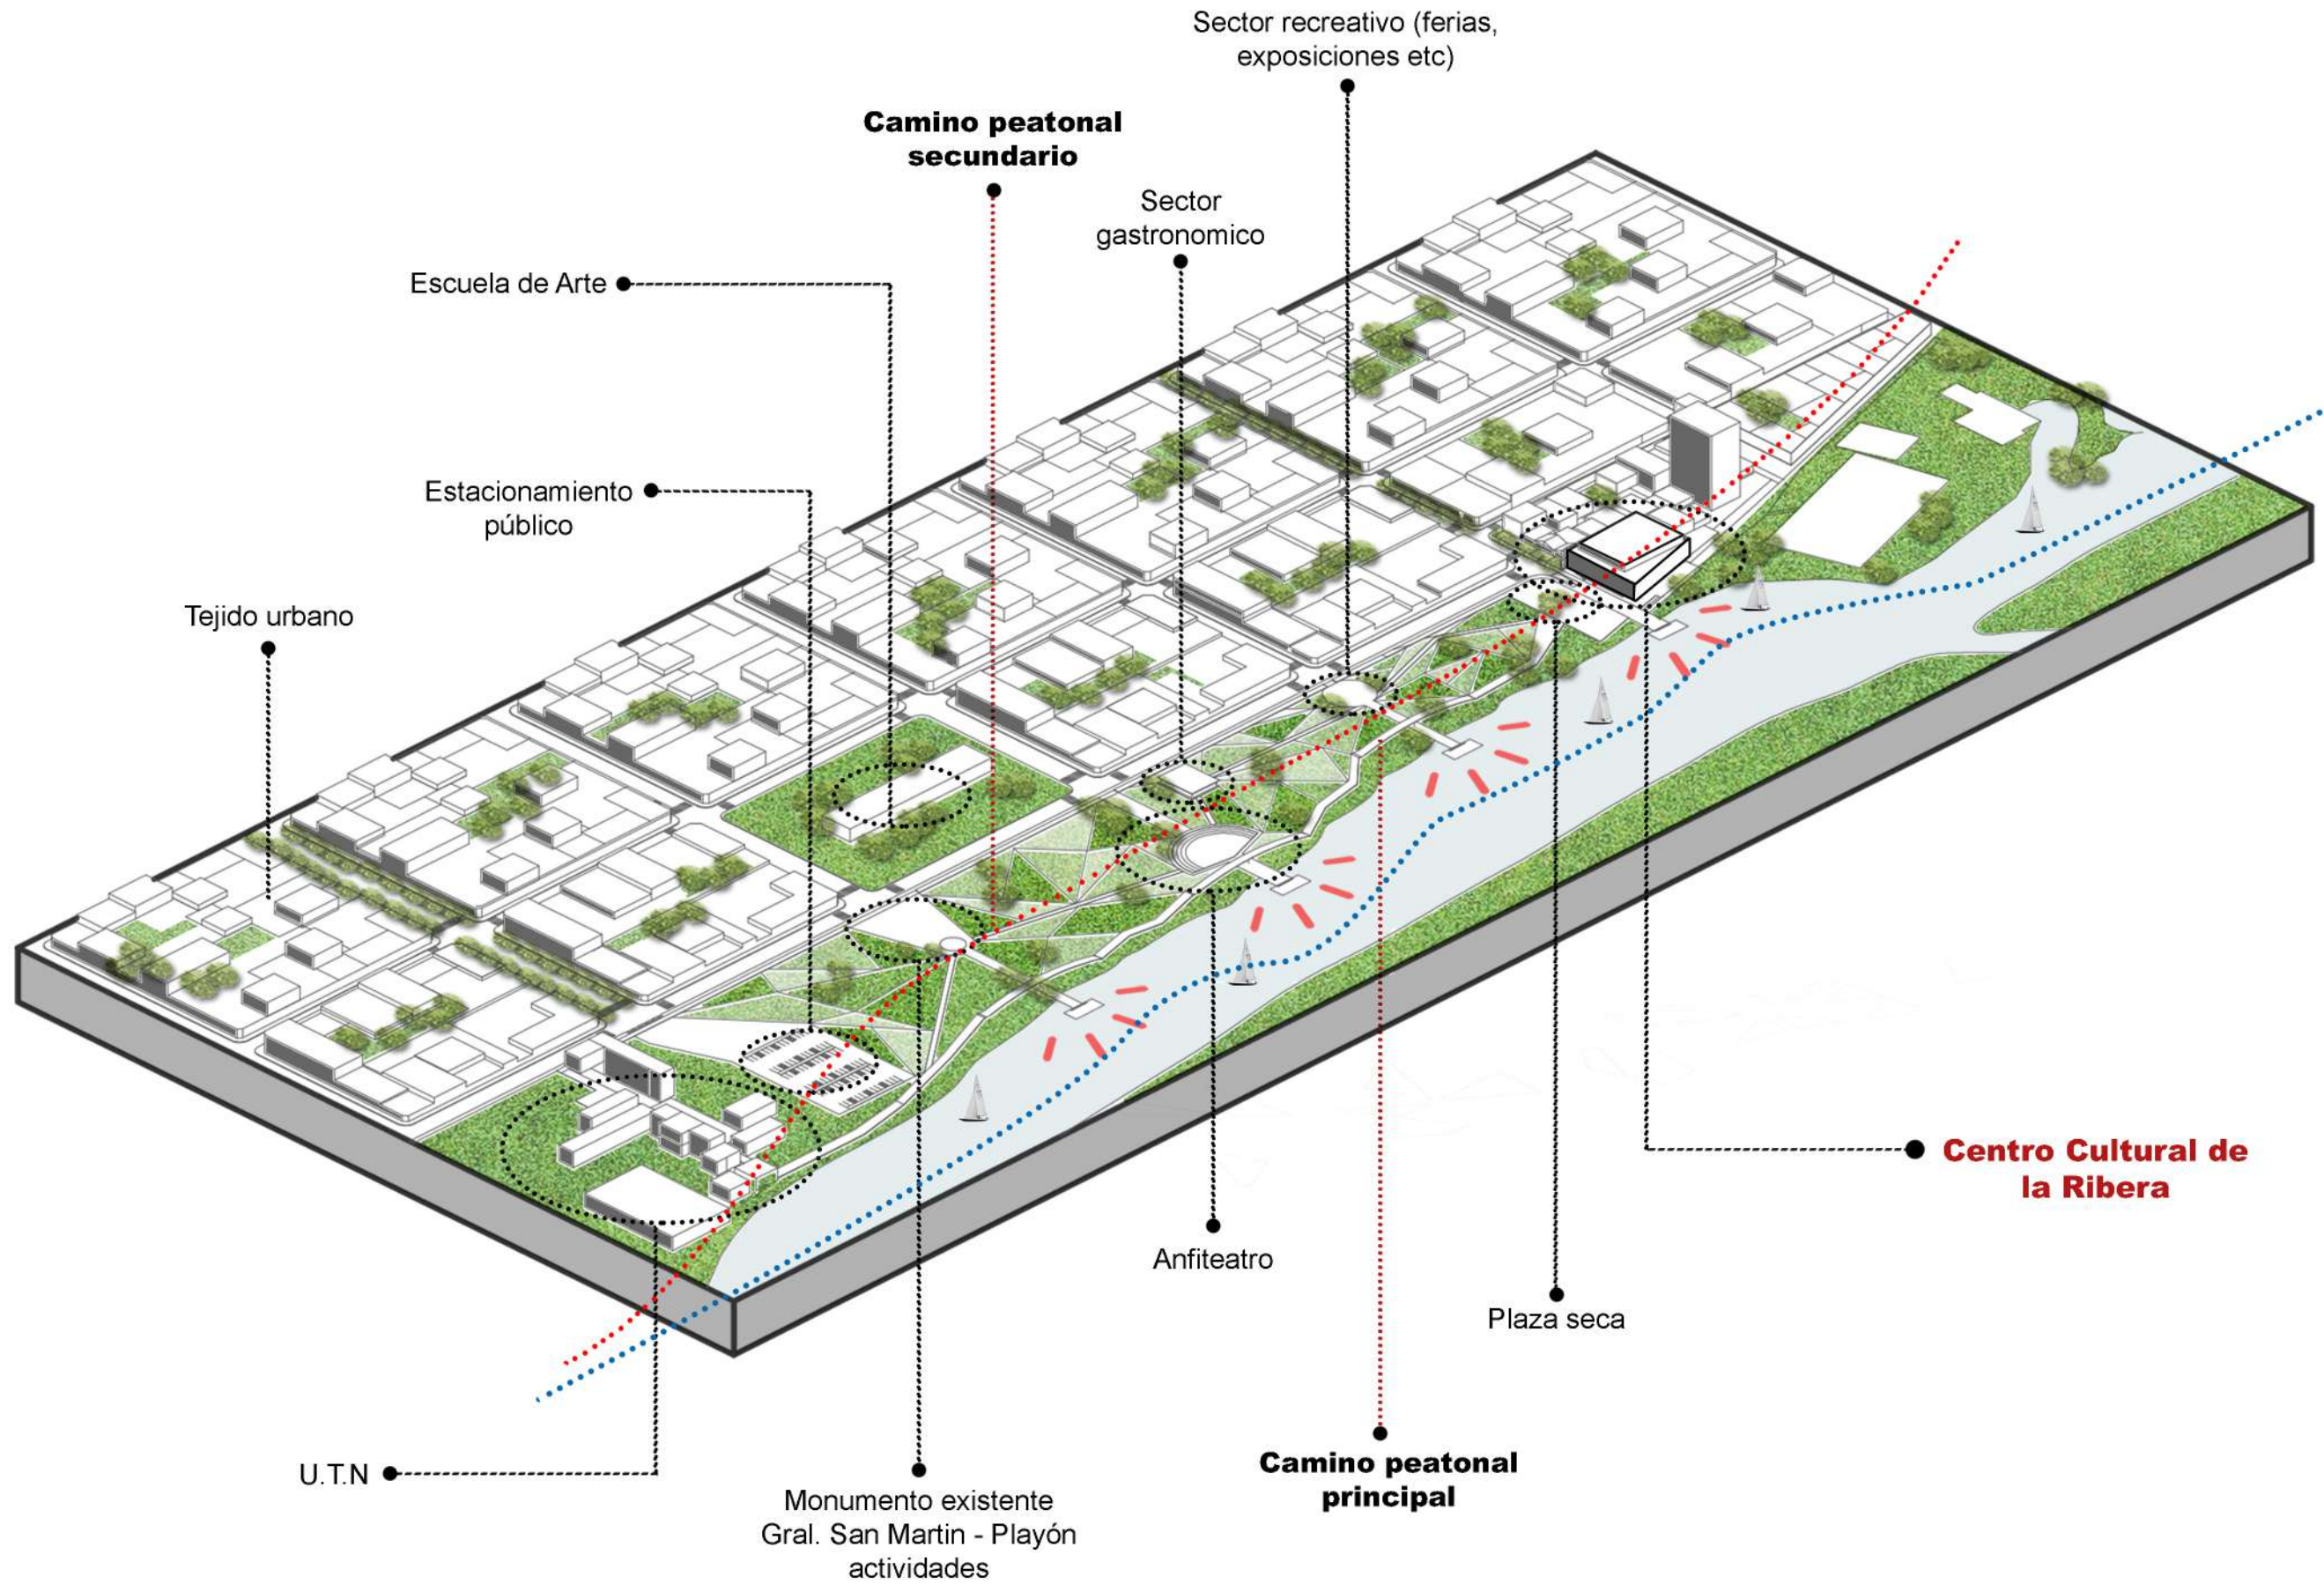 Sector recreativo (ferias,
exposiciones etc)
Camino peatonal
secundario
Sector
gastronomico
Escuela de Arte
Estacionamiento
público
Tejido urbano
Centro Cultural de
la Ribera
Anfiteatro
Plaza seca
Camino peatonal
principal
U.T.N
Monumento existente
Gral. San Martin - Playón
actividades